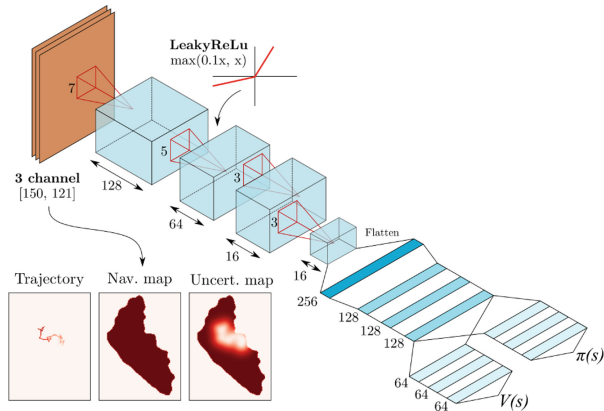 LeakyReLu
max(0.1x, x)
7
5
3
3
128
64
16
16
3 channel
[150, 121]
Flatten
Trajectory
Nav. map
Uncert. map
256
128
128
128
π(s)
64
64
64
V(s)